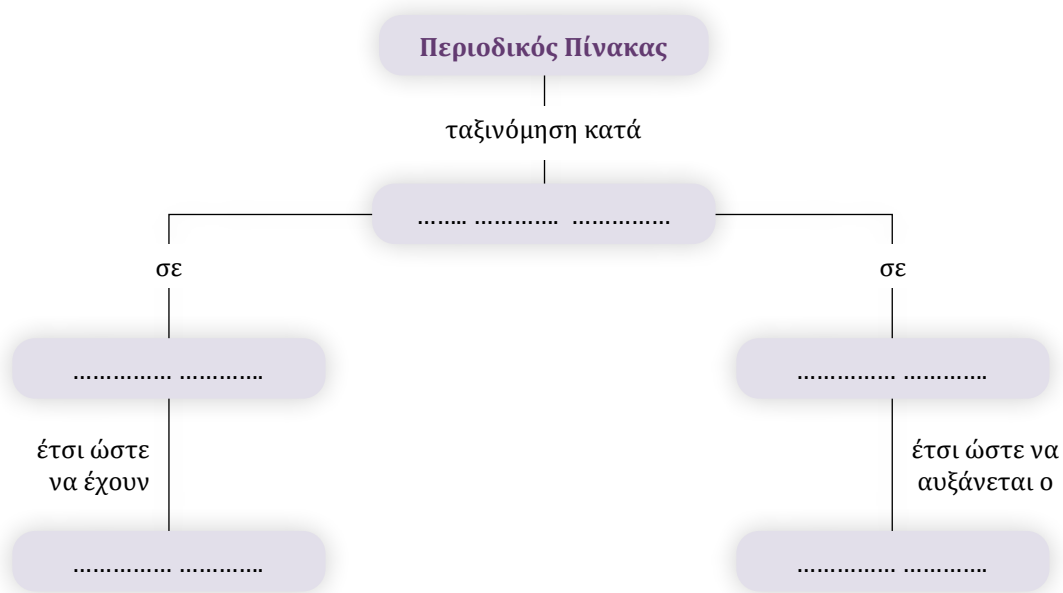 Περιοδικός Πίνακας
ταξινόμηση κατά
…….. ………….. ……………
σε
σε
…………… …………..
…………… …………..
έτσι ώστε
να έχουν
έτσι ώστε να
αυξάνεται ο
…………… …………..
…………… …………..